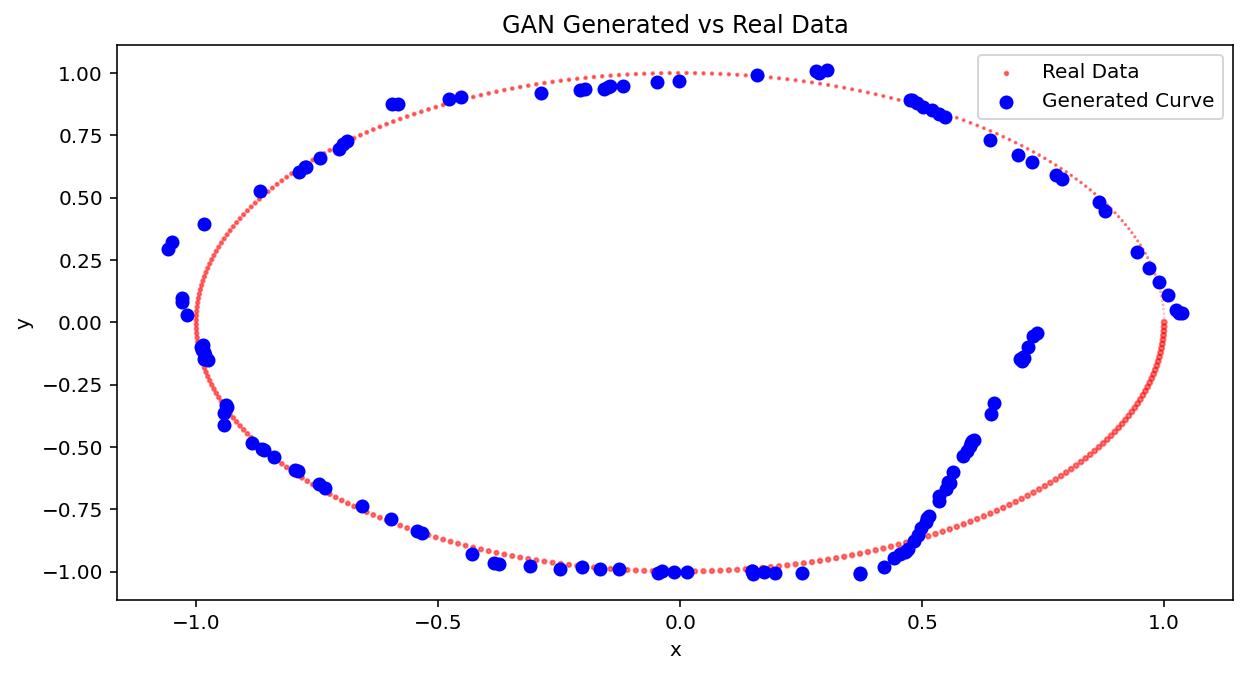 GAN Generated vs Real Data
Real Data
Generated Curve
1.00
0.75
0.50
0.25
0.00
−0.25
−0.50
−0.75
−1.00
y
−1.0 −0.5 0.0 0.5 1.0
x